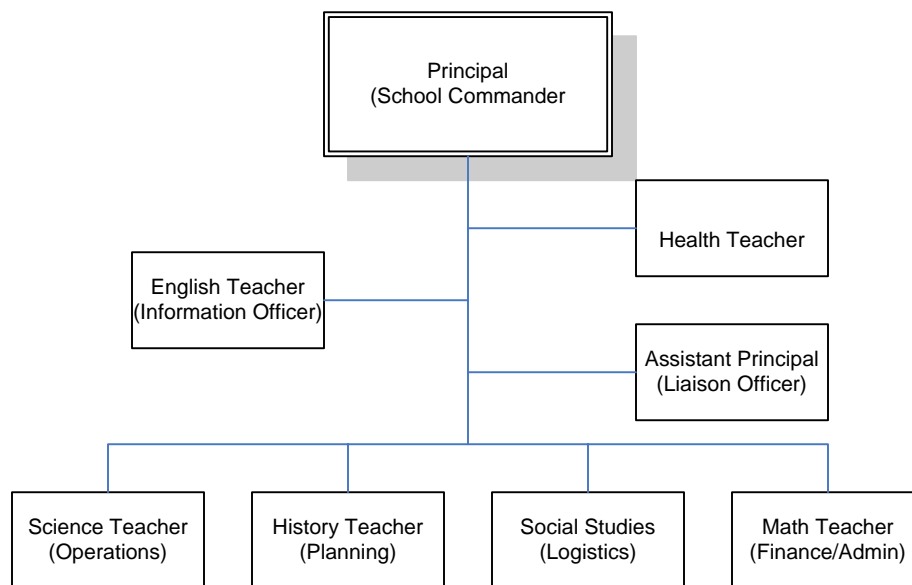 Principal
(School Commander
Health Teacher
English Teacher
(Information Officer)
Assistant Principal
(Liaison Officer)
Science Teacher
(Operations)
History Teacher
(Planning)
Social Studies
(Logistics)
Math Teacher
(Finance/Admin)